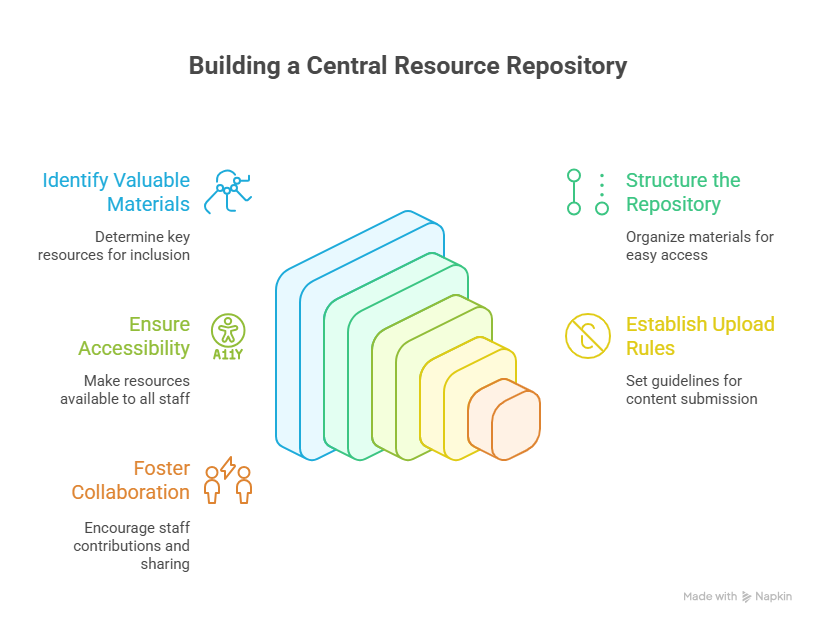 Building a Central Resource Repository
Identify Valuable
Materials
Determine key
resources for inclusion
Structure the
Repository
Organize materials for
easy access
Ensure
Accessibility
A11Y
Make resources
available to all staff
Establish Upload
Rules
Set guidelines for
content submission
Foster
Collaboration
Encourage staff
contributions and
sharing
Made with Napkin